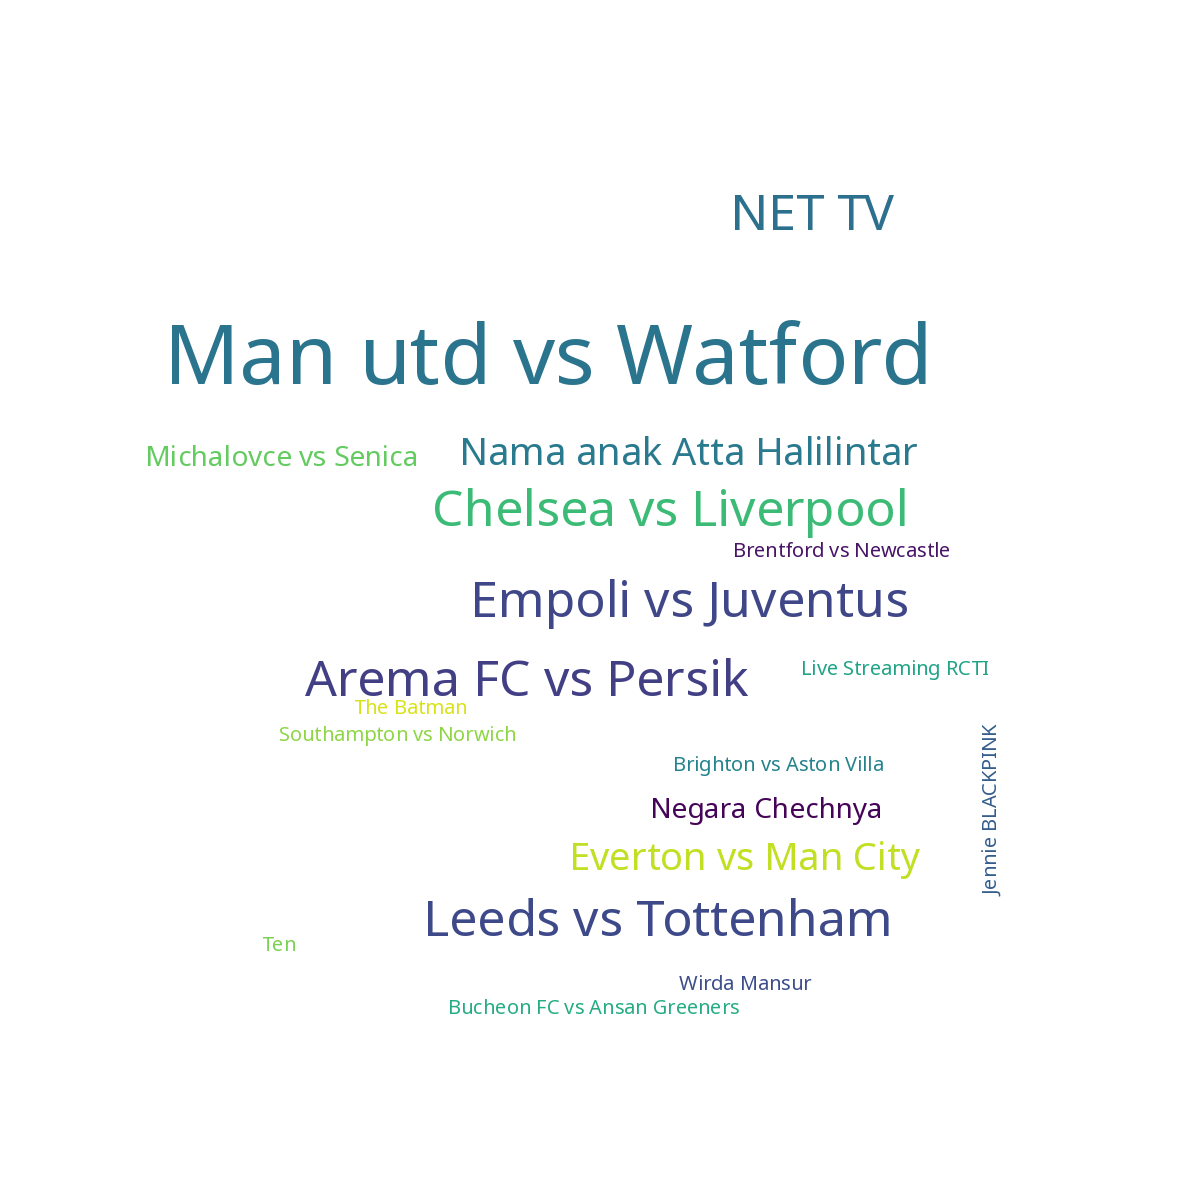 NET TV
Man utd vs Watford
Michalovce vs Senica
Nama anak Atta Halilintar
Chelsea vs Liverpool
Brentford vs Newcastle
Empoli vs Juventus
Arema FC vs Persik
Live Streaming RCTI
The Batman
Southampton vs Norwich
Brighton vs Aston Villa
Jennie BLACKPINK
Negara Chechnya
Everton vs Man City
Leeds vs Tottenham
Ten
Wirda Mansur
Bucheon FC vs Ansan Greeners